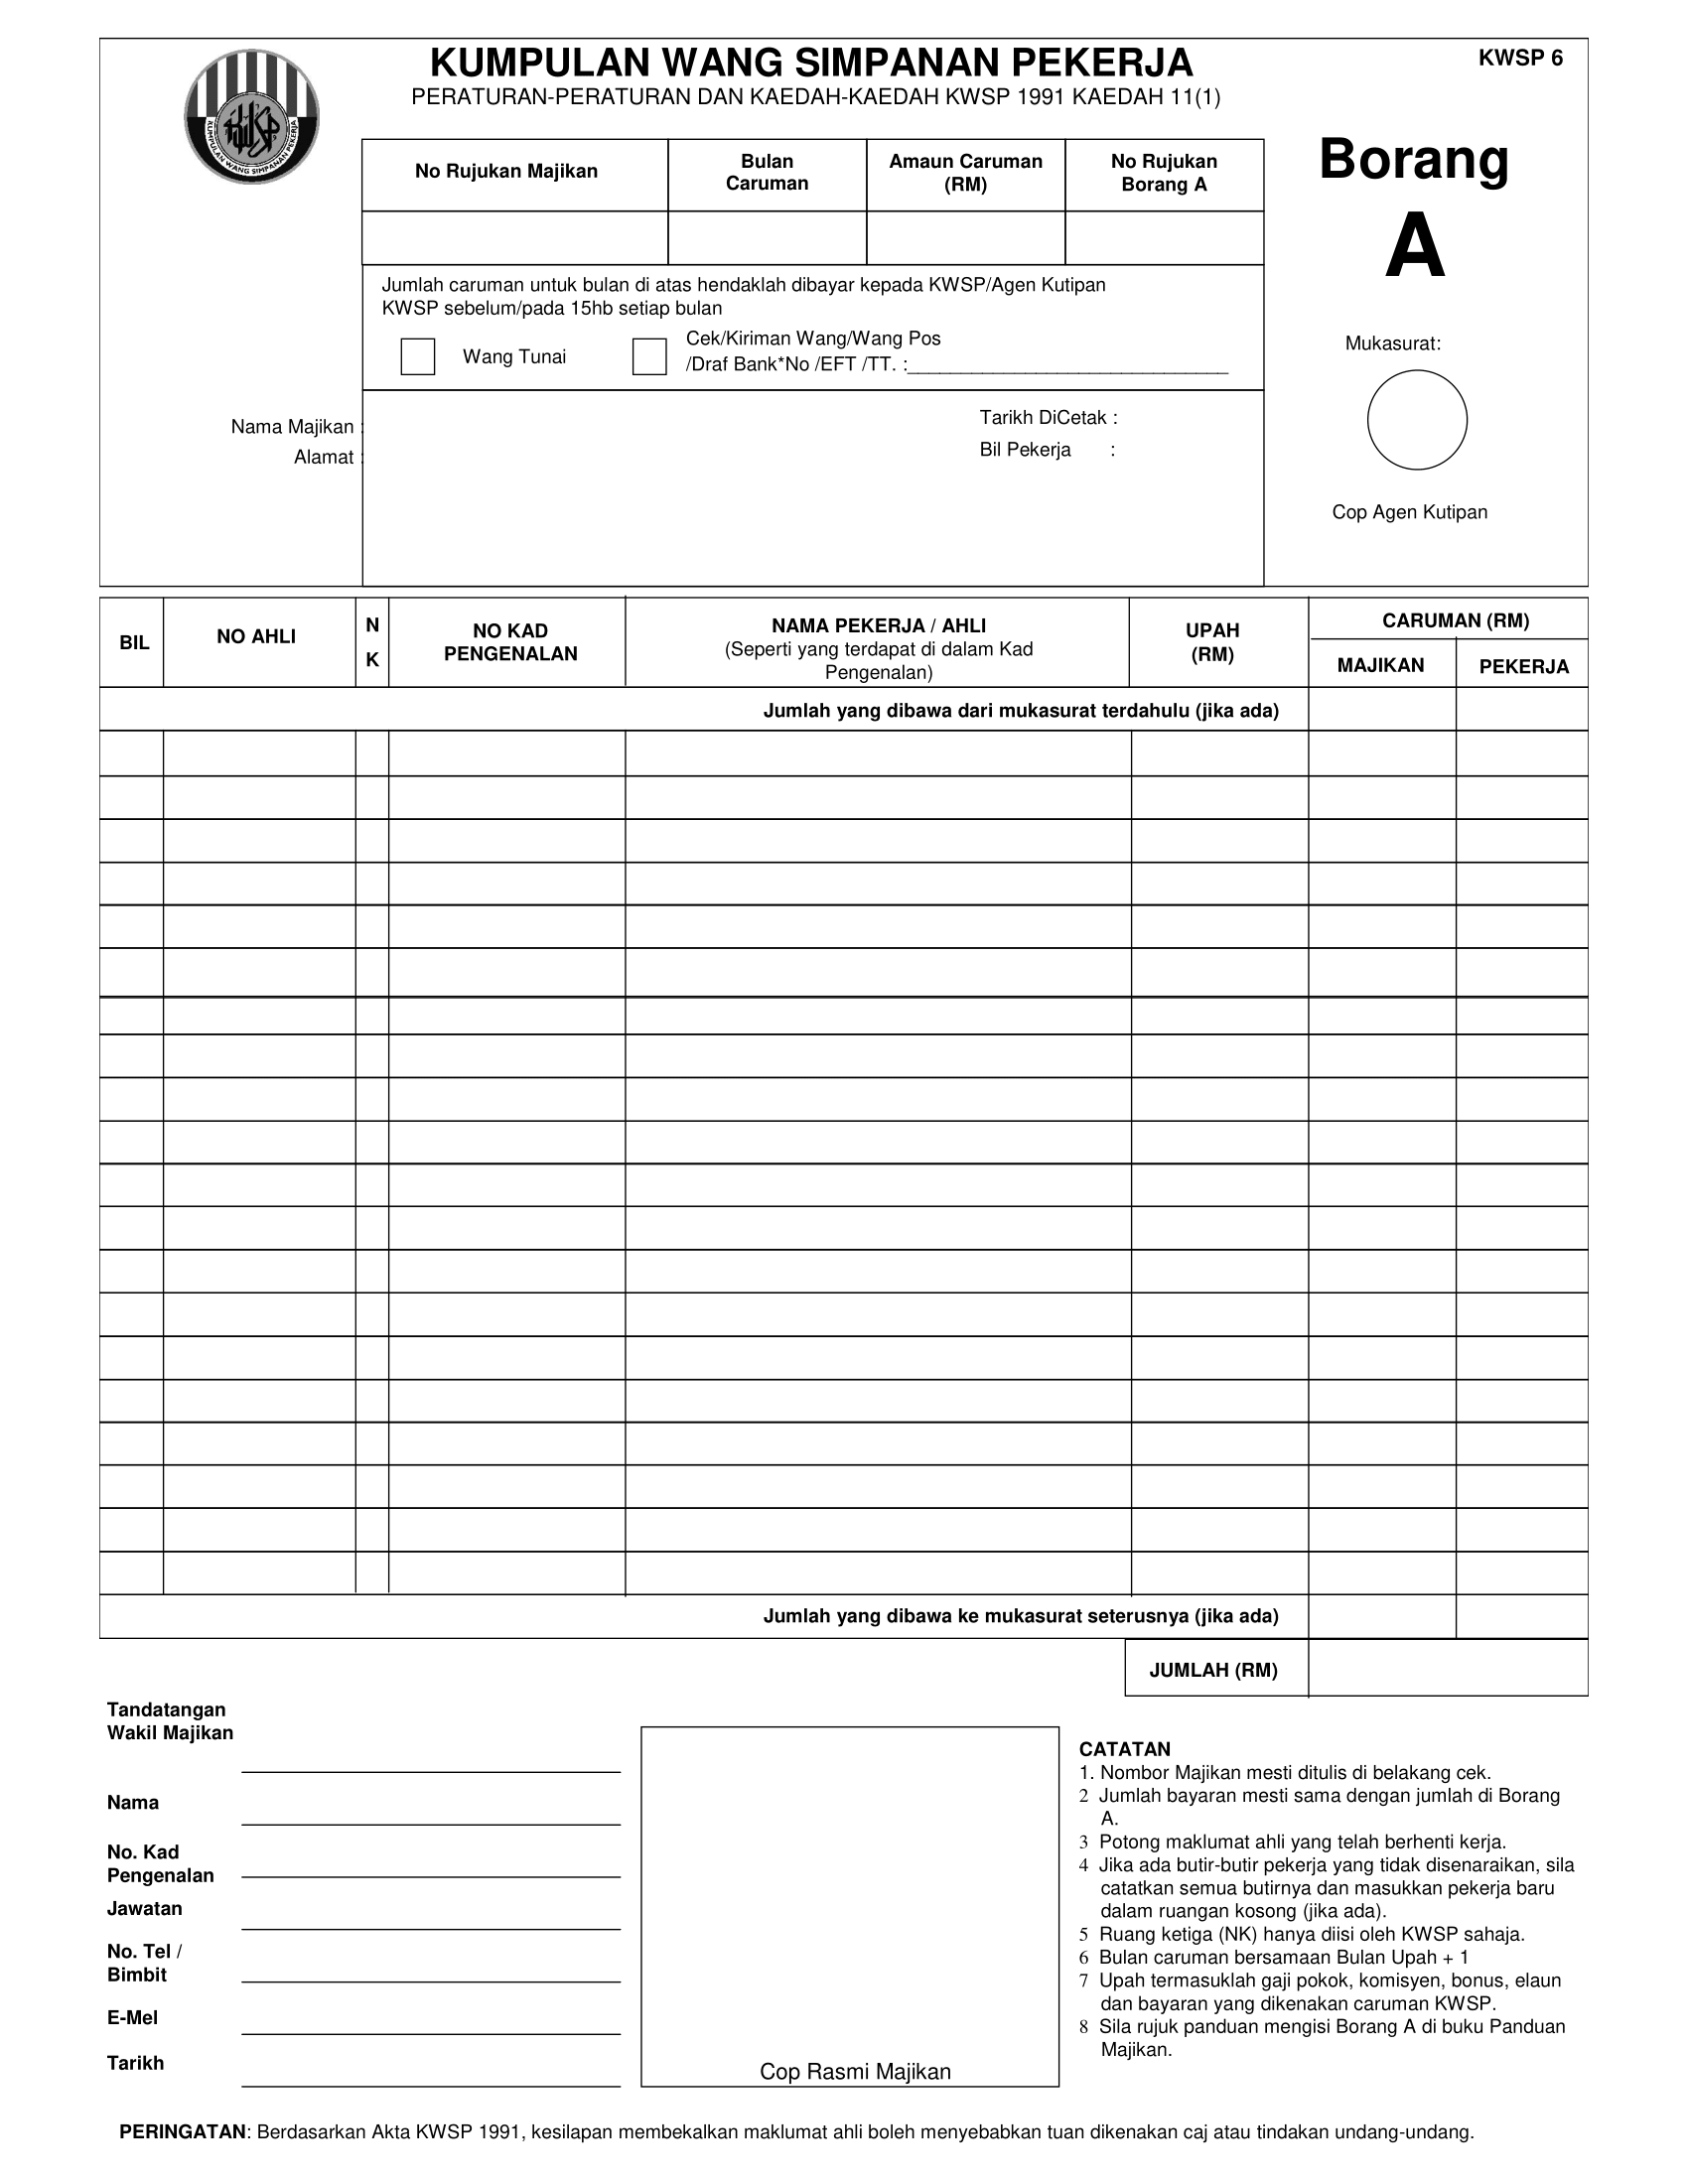 KUMPULAN WANG SIMPANAN PEKERJA
KWSP 6
PERATURAN-PERATURAN DAN KAEDAH-KAEDAH KWSP 1991 KAEDAH 11(1)
KWSP
KUMPULAN WANG SIMPANAN PEKERJA
Borang
A
No Rujukan Majikan
Bulan
Caruman
Amaun Caruman
(RM)
No Rujukan
Borang A
Jumlah caruman untuk bulan di atas hendaklah dibayar kepada KWSP/Agen Kutipan
KWSP sebelum/pada 15hb setiap bulan
Wang Tunai
Cek/Kiriman Wang/Wang Pos
/Draf Bank*No /EFT /TT. :______________________________
Mukasurat:
Nama Majikan :
Alamat :
Tarikh DiCetak :
Bil Pekerja :
Cop Agen Kutipan
BIL
NO AHLI
N
K
NO KAD
PENGENALAN
NAMA PEKERJA / AHLI
(Seperti yang terdapat di dalam Kad
Pengenalan)
UPAH
(RM)
CARUMAN (RM)
MAJIKAN
PEKERJA
Jumlah yang dibawa dari mukasurat terdahulu (jika ada)
Jumlah yang dibawa ke mukasurat seterusnya (jika ada)
JUMLAH (RM)
Tandatangan
Wakil Majikan
Nama
No. Kad
Pengenalan
Jawatan
No. Tel /
Bimbit
E-Mel
Tarikh
Cop Rasmi Majikan
CATATAN
1. Nombor Majikan mesti ditulis di belakang cek.
2 Jumlah bayaran mesti sama dengan jumlah di Borang
A.
3 Potong maklumat ahli yang telah berhenti kerja.
4 Jika ada butir-butir pekerja yang tidak disenaraikan, sila
catatkan semua butirnya dan masukkan pekerja baru
dalam ruangan kosong (jika ada).
5 Ruang ketiga (NK) hanya diisi oleh KWSP sahaja.
6 Bulan caruman bersamaan Bulan Upah + 1
7 Upah termasuklah gaji pokok, komisyen, bonus, elaun
dan bayaran yang dikenakan caruman KWSP.
8 Sila rujuk panduan mengisi Borang A di buku Panduan
Majikan.
PERINGATAN: Berdasarkan Akta KWSP 1991, kesilapan membekalkan maklumat ahli boleh menyebabkan tuan dikenakan caj atau tindakan undang-undang.